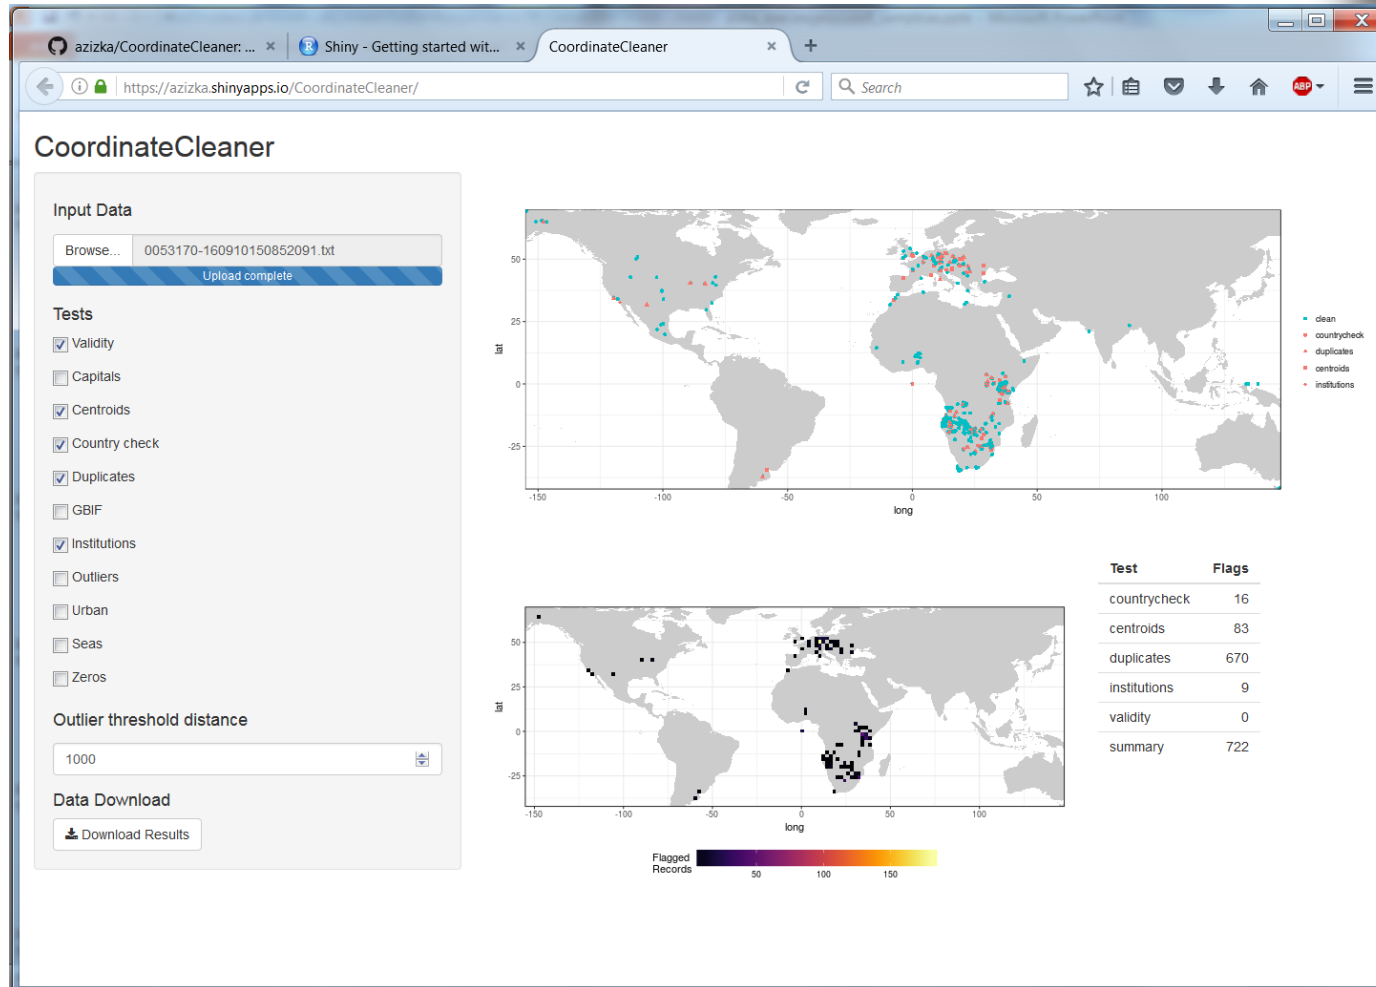 azizka/CoordinateCleaner: ...
Shiny - Getting started wit...
CoordinateCleaner
https://azizka.shinyapps.io/CoordinateCleaner/
Search
ABP
CoordinateCleaner
Input Data
Browse... 0053170-160910150852091.txt
Upload complete
Tests
Validity
Capitals
Centroids
Country check
Duplicates
GBIF
Institutions
Outliers
Urban
Seas
Zeros
Outlier threshold distance
1000
Data Download
Download Results
50
25
0
-25
lat
-150 -100 -50 0 50 100
long
clean
countrycheck
duplicates
centroids
institutions
50
25
0
-25
lat
-150 -100 -50 0 50 100
long
Flagged
Records
50 100 150
Test Flags
countrycheck 16
centroids 83
duplicates 670
institutions 9
validity 0
summary 722